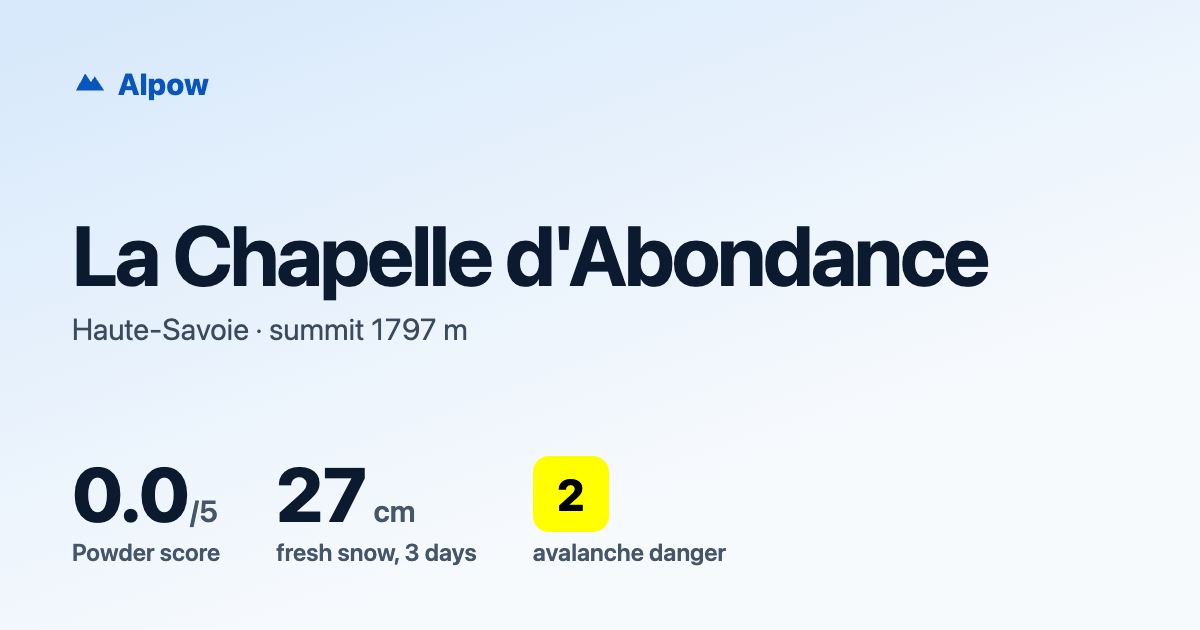 Alpow
La Chapelle d'Abondance
Haute-Savoie · summit 1797 m
0.0/5 27 cm 2
Powder score fresh snow, 3 days avalanche danger